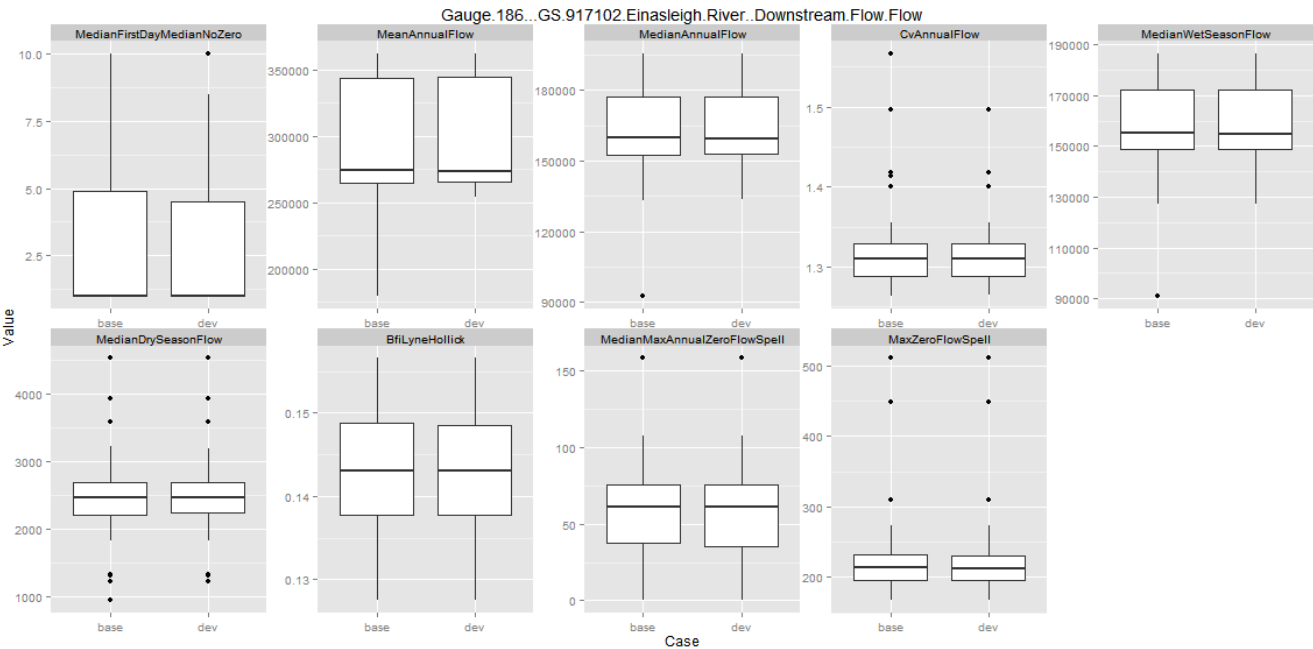 Gauge.186...GS.917102.Einasleigh.River..Downstream.Flow.Flow
MedianFirstDayMedianNoZero
MeanAnnualFlow
MedianAnnualFlow
CvAnnualFlow
MedianWetSeasonFlow
10.0
7.5
5.0
2.5
350000
300000
250000
200000
180000
150000
120000
90000
1.5
1.4
1.3
190000
170000
150000
130000
110000
90000
base dev
base dev
base dev
base dev
base dev
Value
MedianDrySeasonFlow
BfiLyneHollick
MedianMaxAnnualZeroFlowSpell
MaxZeroFlowSpell
4000
3000
2000
1000
0.15
0.14
0.13
150
100
50
0
500
400
300
200
base dev
base dev
base dev
base dev
Case